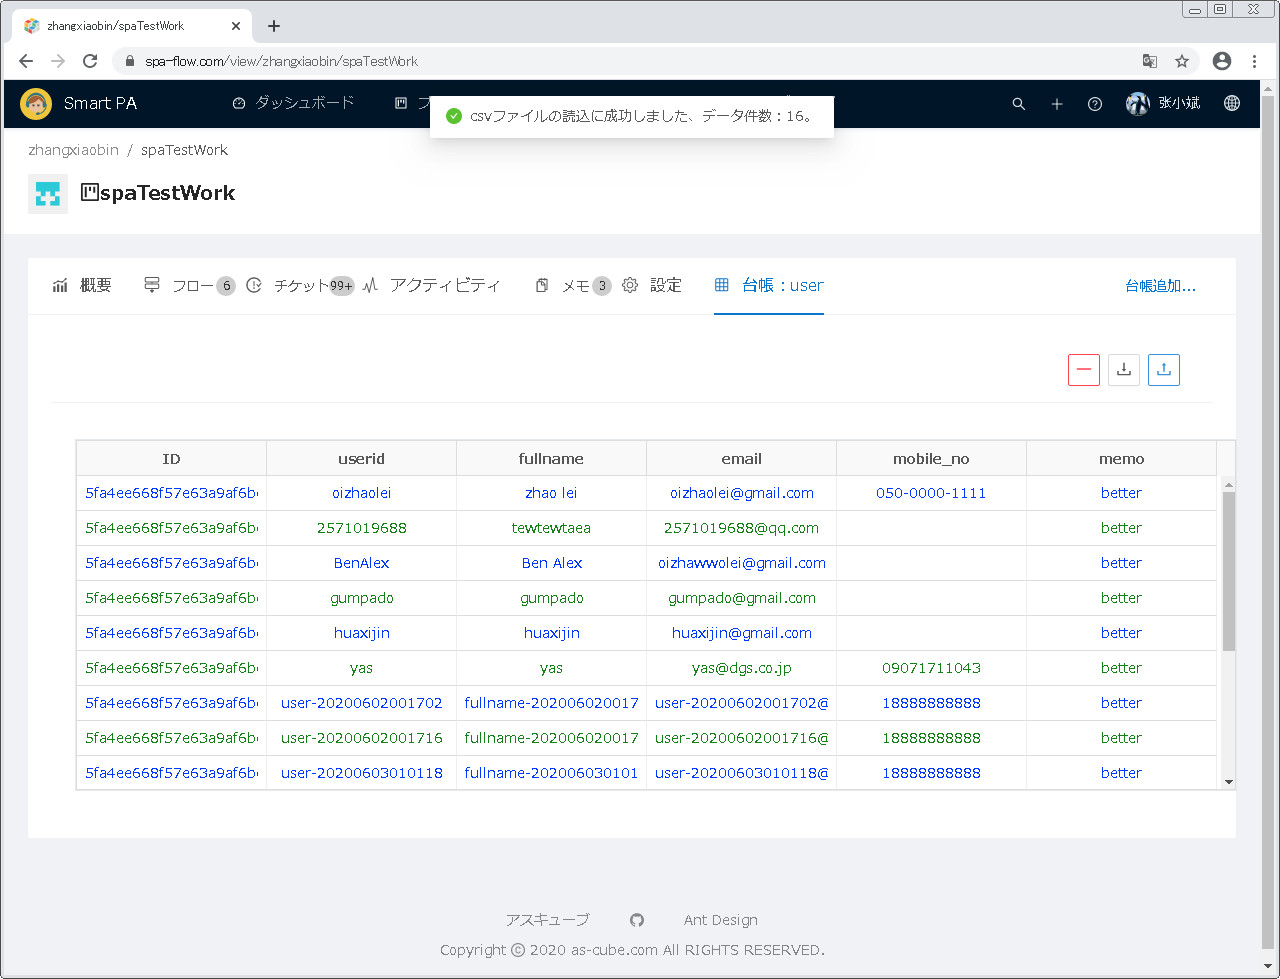 zhangxiaobin/spaTestWork
spa-flow.com/view/zhangxiaobin/spaTestWork
Smart PA ダッシュボード 张小斌
csvファイルの読込に成功しました、データ件数：16。
zhangxiaobin / spaTestWork
spaTestWork
概要 フロー 6 チケット 99+ アクティビティ メモ 3 設定 台帳：user 台帳追加...
ID userid fullname email mobile_no memo
5fa4ee668f57e63a9af6b oizhaolei zhao lei oizhaolei@gmail.com 050-0000-1111 better
5fa4ee668f57e63a9af6b 2571019688 tewtewtaea 2571019688@qq.com better
5fa4ee668f57e63a9af6b BenAlex Ben Alex oizhawwolei@gmail.com better
5fa4ee668f57e63a9af6b gumpado gumpado gumpado@gmail.com better
5fa4ee668f57e63a9af6b huaxijin huaxijin huaxijin@gmail.com better
5fa4ee668f57e63a9af6b yas yas yas@dgs.co.jp 09071711043 better
5fa4ee668f57e63a9af6b user-20200602001702 fullname-202006020017 user-20200602001702@ 18888888888 better
5fa4ee668f57e63a9af6b user-20200602001716 fullname-202006020017 user-20200602001716@ 18888888888 better
5fa4ee668f57e63a9af6b user-20200603010118 fullname-202006030101 user-20200603010118@ 18888888888 better
アスキューブ Ant Design
Copyright © 2020 as-cube.com All RIGHTS RESERVED.